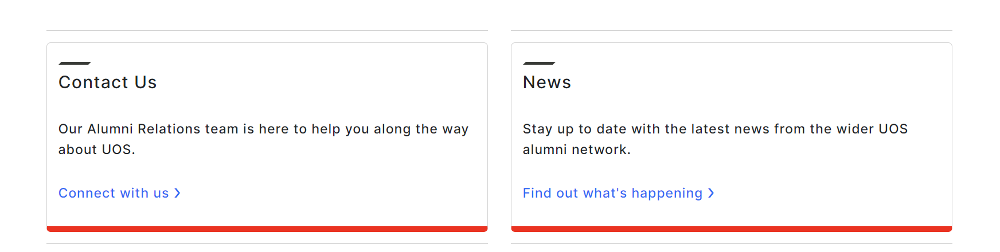 Contact Us
Our Alumni Relations team is here to help you along the way
about UOS.
Connect with us ›
News
Stay up to date with the latest news from the wider UOS
alumni network.
Find out what's happening ›